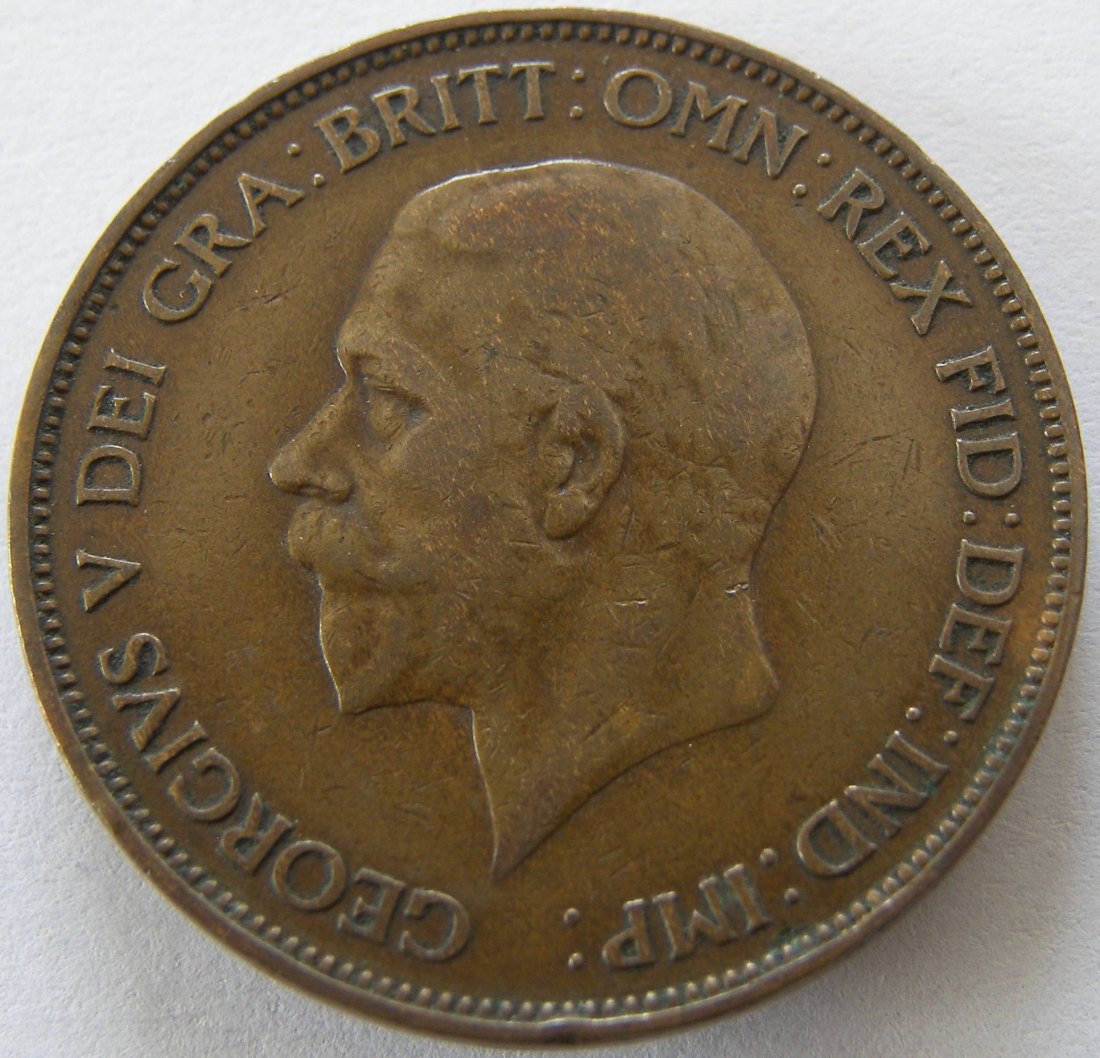 GEORGIVS V DEI GRA: BRITT: OMN: REX FID: DEF: IND: IMP: